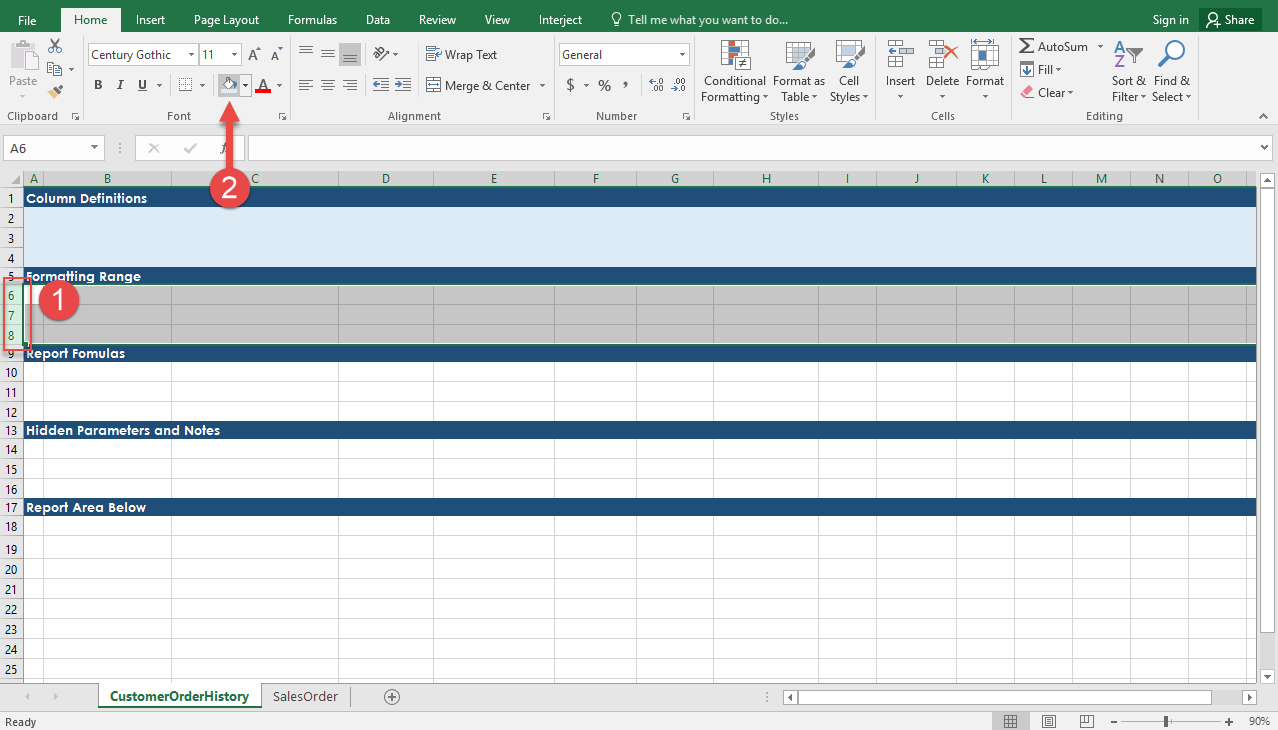 File Home Insert Page Layout Formulas Data Review View Interject Tell me what you want to do... Sign in Share
Century Gothic 11 A A Wrap Text General AutoSum
Paste B I U A Merge & Center $ % , .00 .0 Conditional Formatting Format as Table Cell Styles Insert Delete Format Fill Sort & Filter Find & Select
Clear
Clipboard Font Alignment Number Styles Cells Editing
A6
2
A B C D E F G H I J K L M N O
1 Column Definitions
2
3
4
5 Formatting Range
6 1
7
8
9 Report Fomulas
10
11
12
13 Hidden Parameters and Notes
14
15
16
17 Report Area Below
18
19
20
21
22
23
24
25
CustomerOrderHistory SalesOrder
Ready 90%